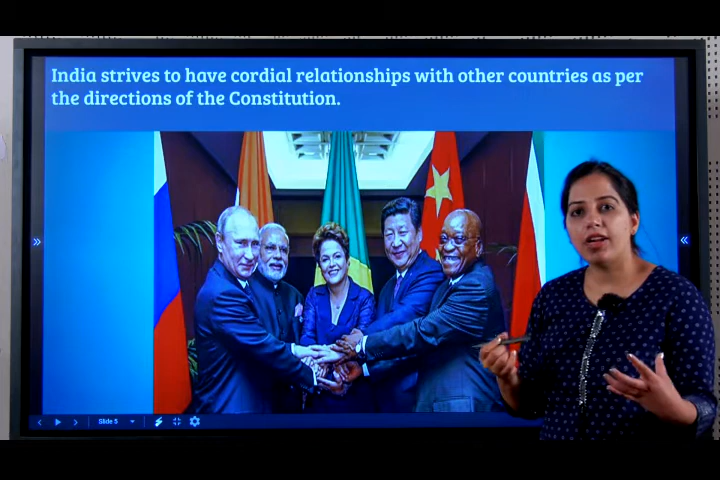 India strives to have cordial relationships with other countries as per
the directions of the Constitution.
Slide 5